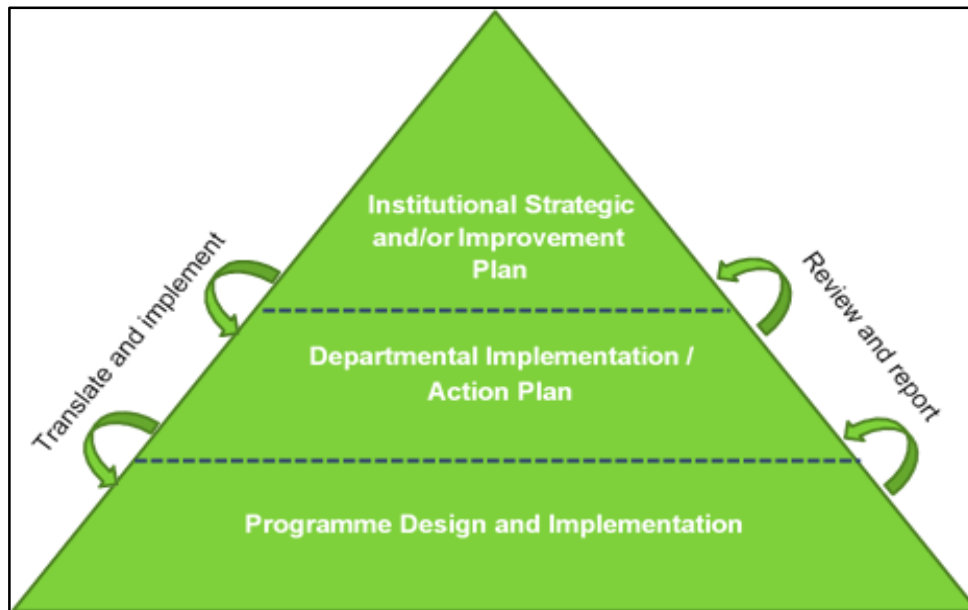 Institutional Strategic
and/or Improvement
Plan
Translate and implement
Review and report
Departmental Implementation /
Action Plan
Programme Design and Implementation